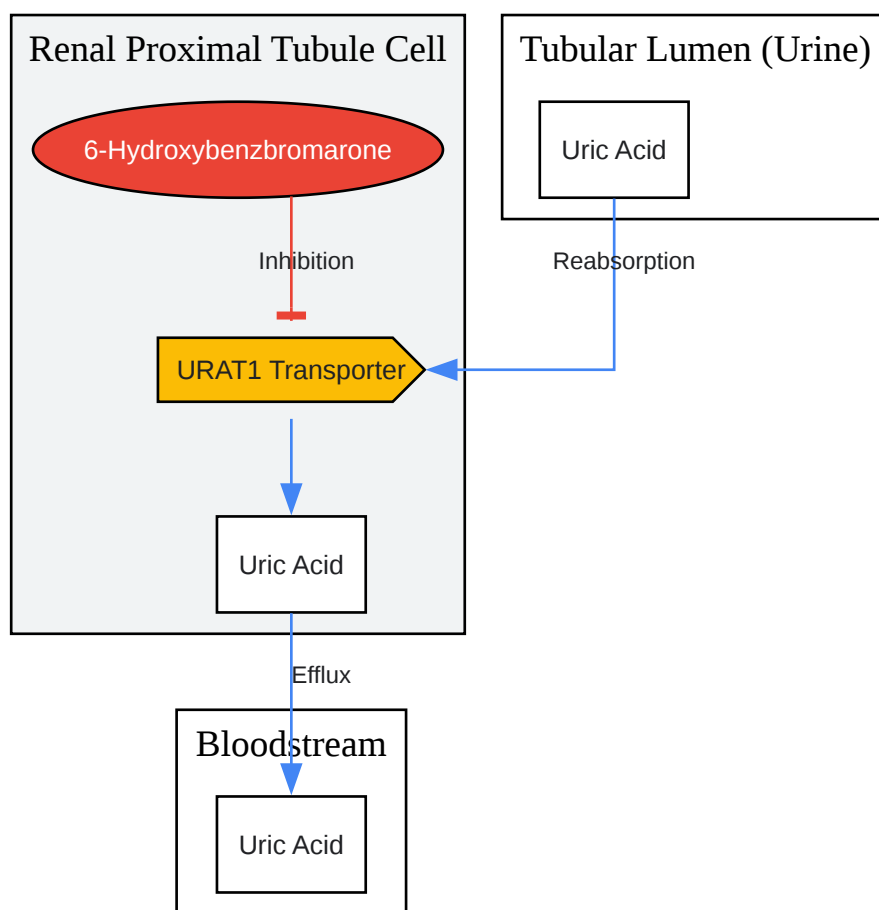 Renal Proximal Tubule Cell
Tubular Lumen (Urine)
6-Hydroxybenzbromarone
Uric Acid
Inhibition
Reabsorption
URAT1 Transporter
Uric Acid
Efflux
Bloodstream
Uric Acid